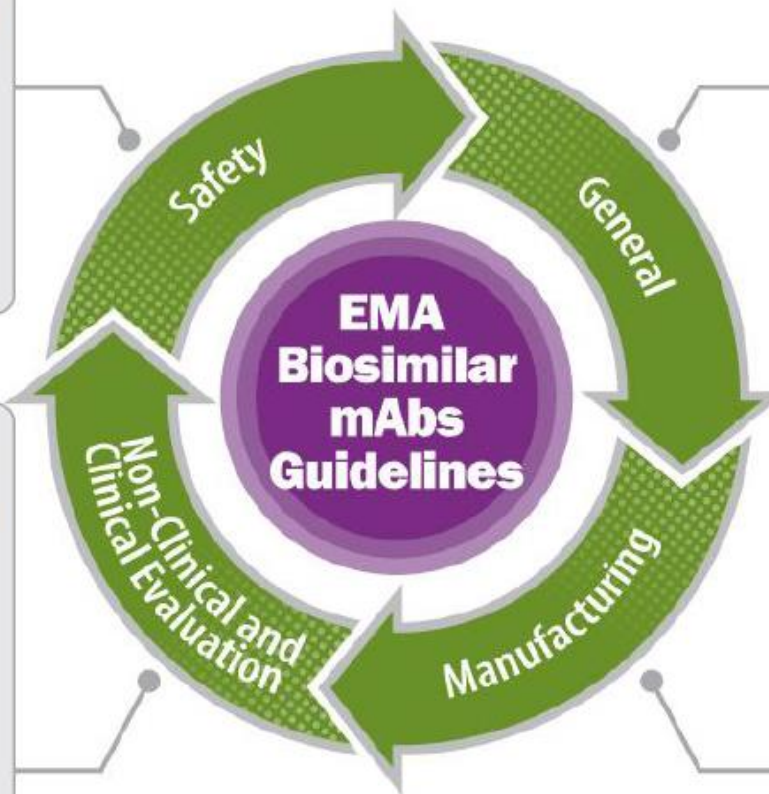 Safety
General
EMA
Biosimilar
mAbs
Guidelines
Non-Clinical and
Clinical Evaluation
Manufacturing